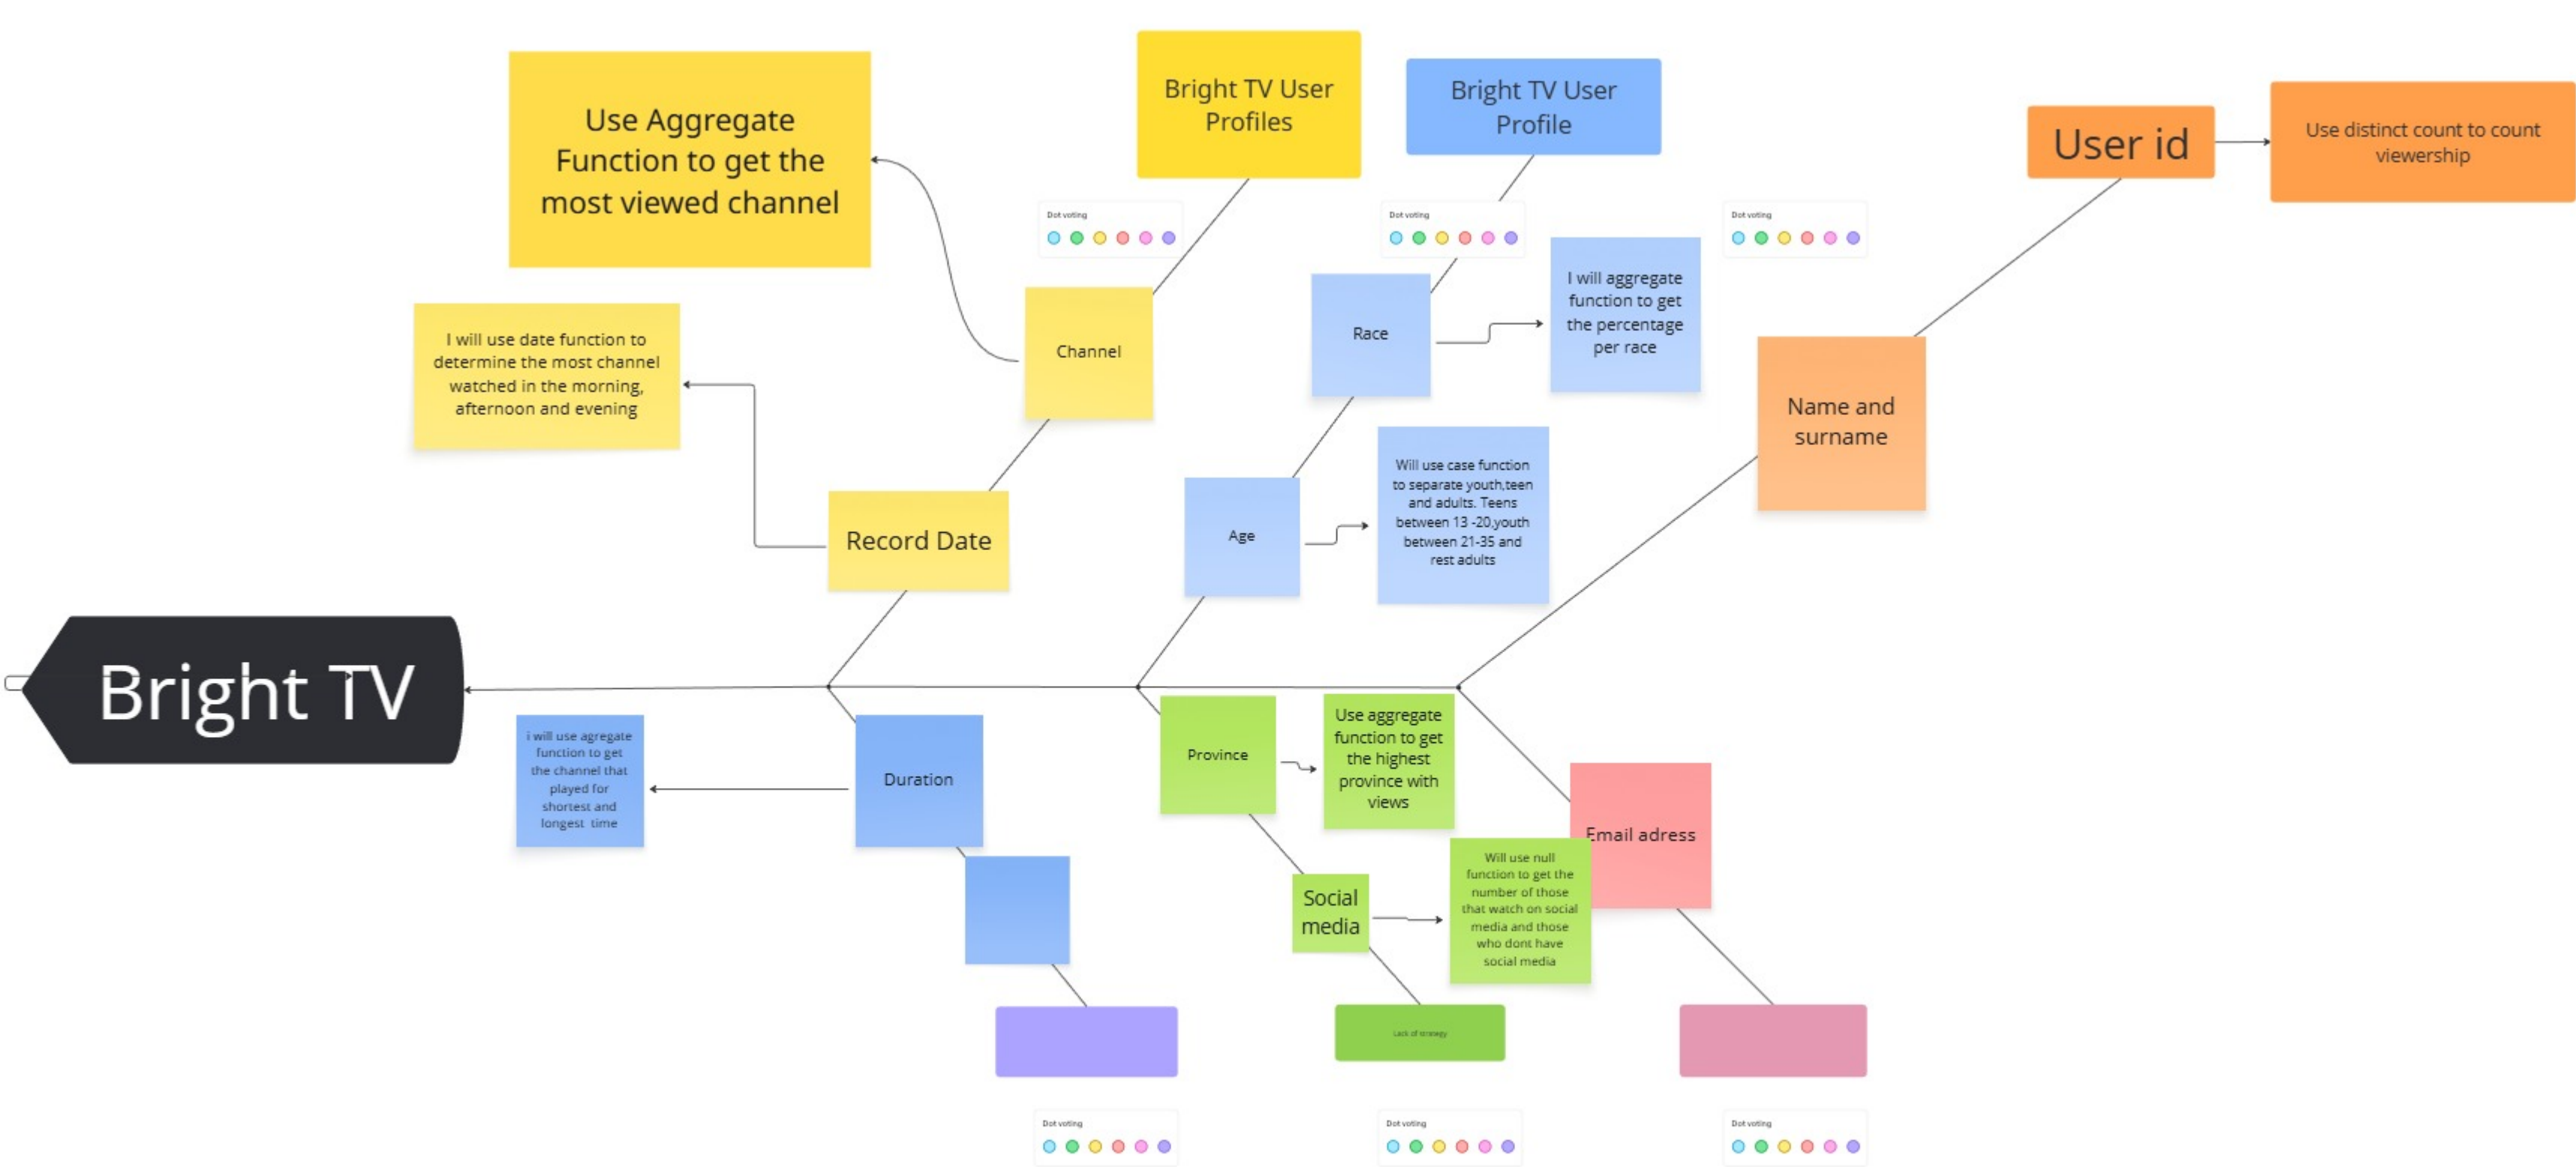 Use Aggregate
Function to get the
most viewed channel
Bright TV User
Profiles
Bright TV User
Profile
User id
Use distinct count to count
viewership
Dot voting
Dot voting
Dot voting
I will use date function to
determine the most channel
watched in the morning,
afternoon and evening
Channel
Race
I will aggregate
function to get
the percentage
per race
Name and
surname
Record Date
Age
Will use case function
to separate youth,teen
and adults. Teens
between 13 -20,youth
between 21-35 and
rest adults
Bright TV
i will use agregate
function to get
the channel that
played for
shortest and
longest time
Duration
Province
Use aggregate
function to get
the highest
province with
views
Email adress
Social
media
Will use null
function to get the
number of those
that watch on social
media and those
who dont have
social media
Lack of strategy
Dot voting
Dot voting
Dot voting